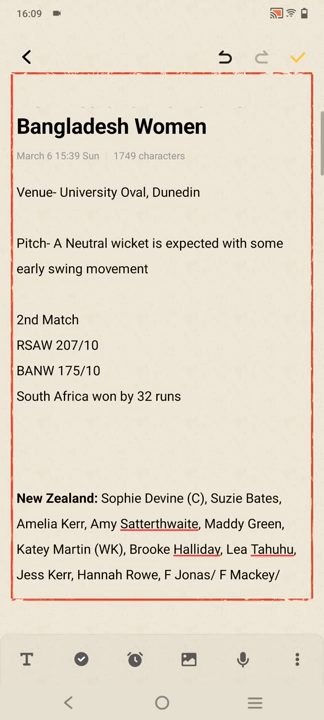 16:09
Bangladesh Women
March 6 15:39 Sun | 1749 characters
Venue- University Oval, Dunedin
Pitch- A Neutral wicket is expected with some
early swing movement
2nd Match
RSAW 207/10
BANW 175/10
South Africa won by 32 runs
New Zealand: Sophie Devine (C), Suzie Bates,
Amelia Kerr, Amy Satterthwaite, Maddy Green,
Katey Martin (WK), Brooke Halliday, Lea Tahuhu,
Jess Kerr, Hannah Rowe, F Jonas/ F Mackey/
T